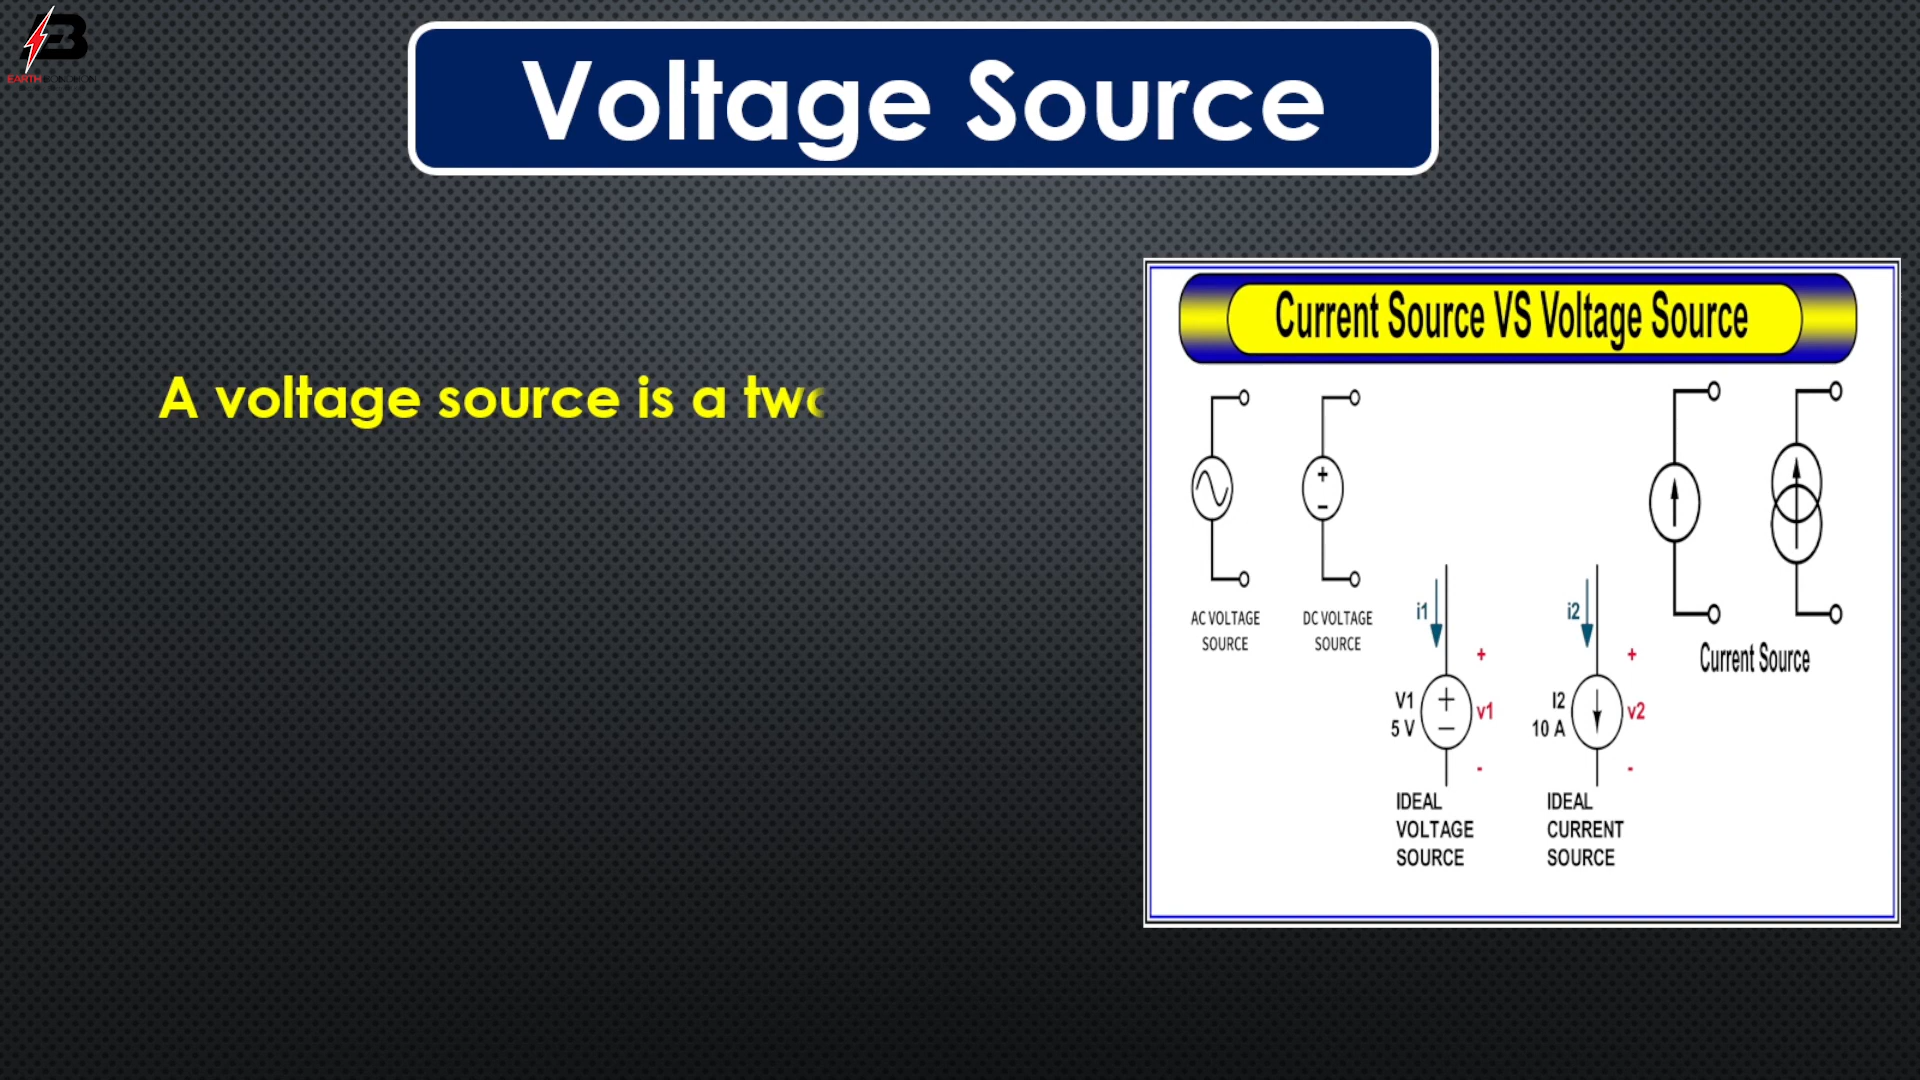 EARTH
Voltage Source
A voltage source is a tw
Current Source VS Voltage Source
AC VOLTAGE
SOURCE
DC VOLTAGE
SOURCE
i1
i2
+
+
Current Source
V1
5 V
+
−
v1
I2
10 A
v2
-
-
IDEAL
VOLTAGE
SOURCE
IDEAL
CURRENT
SOURCE